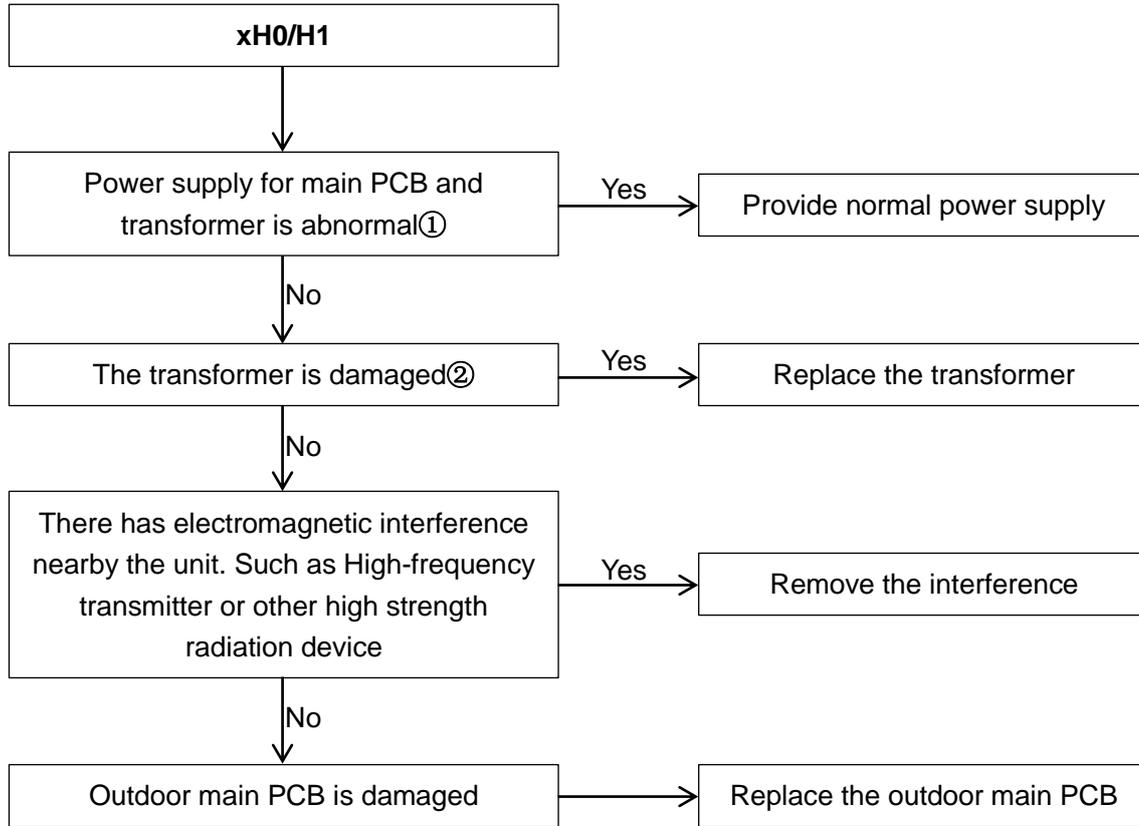 xH0/H1
Power supply for main PCB and
transformer is abnormal①
Yes
Provide normal power supply
No
The transformer is damaged②
Yes
Replace the transformer
No
There has electromagnetic interference
nearby the unit. Such as High-frequency
transmitter or other high strength
radiation device
Yes
Remove the interference
No
Outdoor main PCB is damaged
Replace the outdoor main PCB